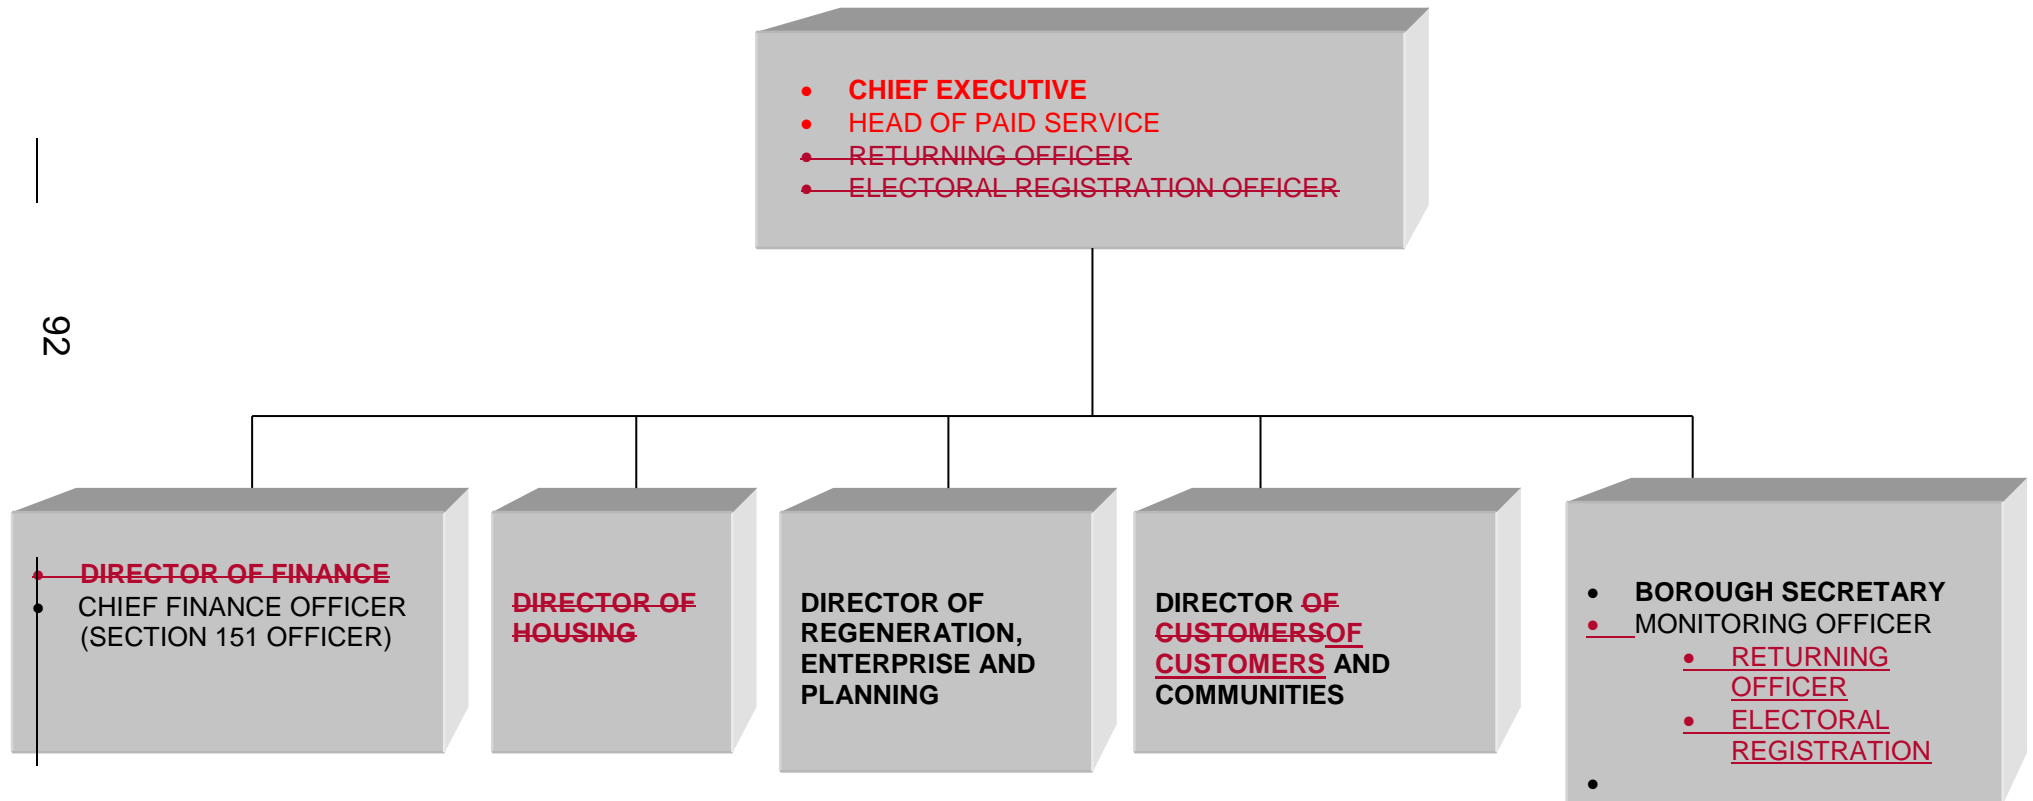 • CHIEF EXECUTIVE
• HEAD OF PAID SERVICE
• RETURNING OFFICER
• ELECTORAL REGISTRATION OFFICER
92
• DIRECTOR OF FINANCE
• CHIEF FINANCE OFFICER
(SECTION 151 OFFICER)
DIRECTOR OF
HOUSING
DIRECTOR OF
REGENERATION,
ENTERPRISE AND
PLANNING
DIRECTOR OF
CUSTOMERSOF
CUSTOMERS AND
COMMUNITIES
• BOROUGH SECRETARY
• MONITORING OFFICER
• RETURNING
OFFICER
• ELECTORAL
REGISTRATION
•